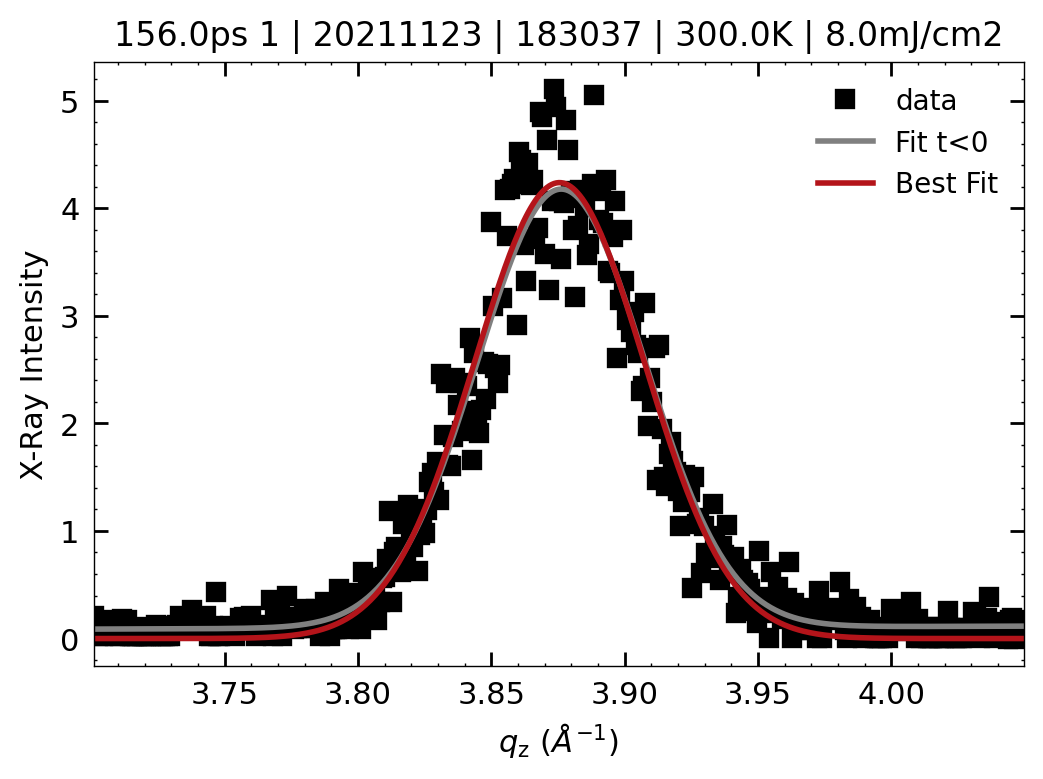 156.0ps 1 | 20211123 | 183037 | 300.0K | 8.0mJ/cm2
5
4
3
2
1
0
X-Ray Intensity
data
Fit t<0
Best Fit
3.75 3.80 3.85 3.90 3.95 4.00
q_z (Å⁻¹)